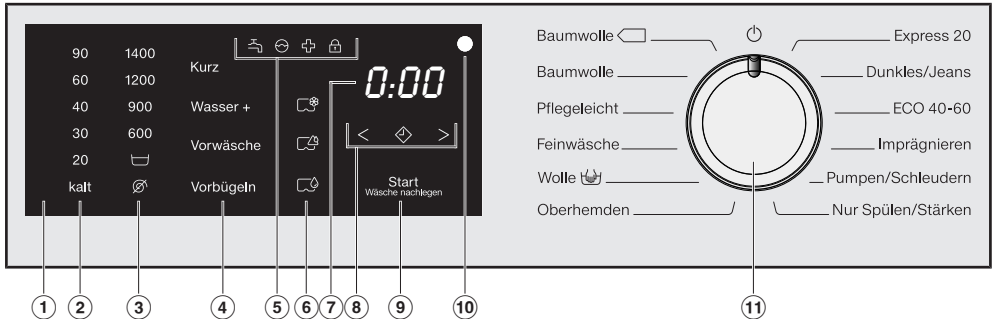 90 1400
60 1200
40 900
30 600
20
kalt
Kurz
Wasser +
Vorwäsche
Vorbügeln
0:00
< >
Start
Wäsche nachlegen
Baumwolle
Baumwolle
Pflegeleicht
Feinwäsche
Wolle
Oberhemden
Express 20
Dunkles/Jeans
ECO 40-60
Imprägnieren
Pumpen/Schleudern
Nur Spülen/Stärken
1 2 3 4 5 6 7 8 9 10 11